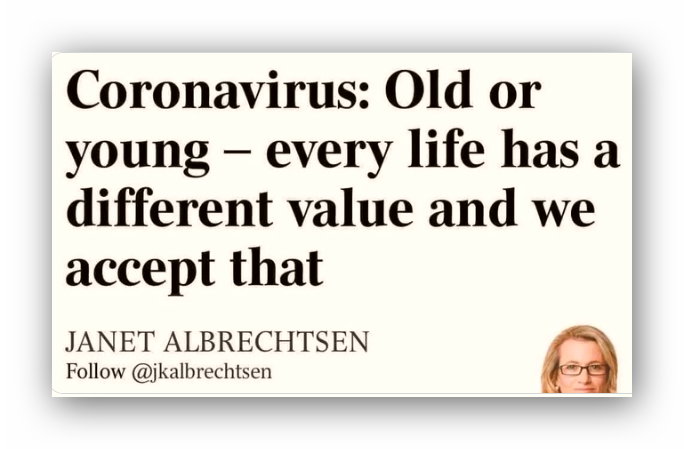 Coronavirus: Old or
young – every life has a
different value and we
accept that
JANET ALBRECHTSEN
Follow @jkalbrechtsen